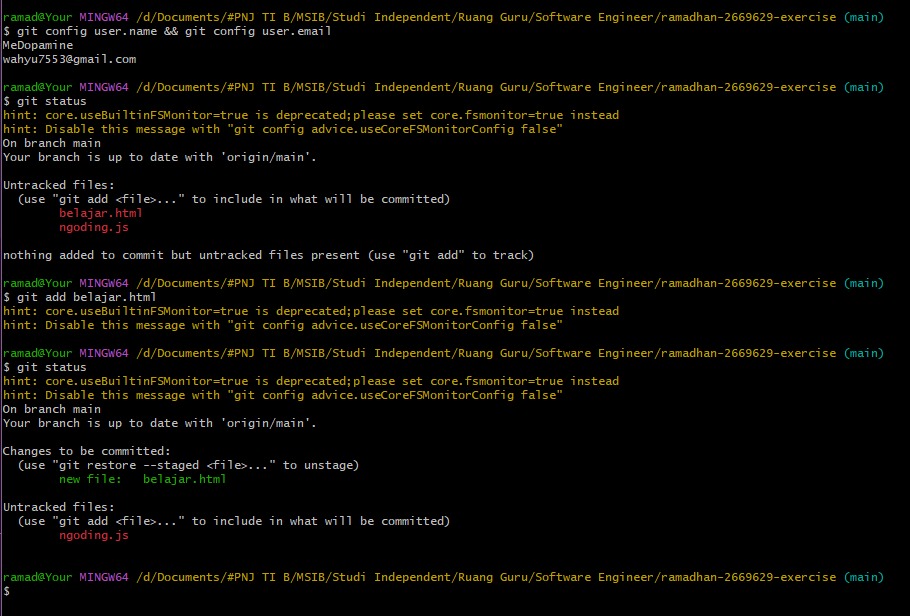 ramad@Your MINGW64 /d/Documents/#PNJ TI B/MSIB/Studi Independent/Ruang Guru/Software Engineer/ramadhan-2669629-exercise (main)
$ git config user.name && git config user.email
MeDopamine
wahyu7553@gmail.com
ramad@Your MINGW64 /d/Documents/#PNJ TI B/MSIB/Studi Independent/Ruang Guru/Software Engineer/ramadhan-2669629-exercise (main)
$ git status
hint: core.useBuiltinFSMonitor=true is deprecated;please set core.fsmonitor=true instead
hint: Disable this message with "git config advice.useCoreFSMonitorConfig false"
On branch main
Your branch is up to date with 'origin/main'.
Untracked files:
(use "git add <file>..." to include in what will be committed)
belajar.html
ngoding.js
nothing added to commit but untracked files present (use "git add" to track)
ramad@Your MINGW64 /d/Documents/#PNJ TI B/MSIB/Studi Independent/Ruang Guru/Software Engineer/ramadhan-2669629-exercise (main)
$ git add belajar.html
hint: core.useBuiltinFSMonitor=true is deprecated;please set core.fsmonitor=true instead
hint: Disable this message with "git config advice.useCoreFSMonitorConfig false"
ramad@Your MINGW64 /d/Documents/#PNJ TI B/MSIB/Studi Independent/Ruang Guru/Software Engineer/ramadhan-2669629-exercise (main)
$ git status
hint: core.useBuiltinFSMonitor=true is deprecated;please set core.fsmonitor=true instead
hint: Disable this message with "git config advice.useCoreFSMonitorConfig false"
On branch main
Your branch is up to date with 'origin/main'.
Changes to be committed:
(use "git restore --staged <file>..." to unstage)
new file:   belajar.html
Untracked files:
(use "git add <file>..." to include in what will be committed)
ngoding.js
ramad@Your MINGW64 /d/Documents/#PNJ TI B/MSIB/Studi Independent/Ruang Guru/Software Engineer/ramadhan-2669629-exercise (main)
$